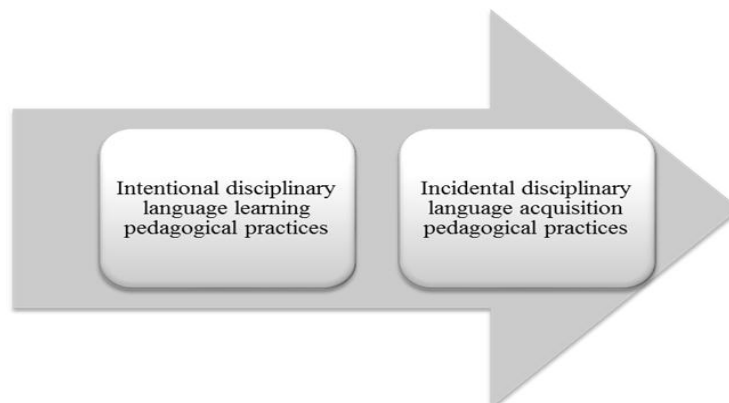 Intentional disciplinary
language learning
pedagogical practices
Incidental disciplinary
language acquisition
pedagogical practices